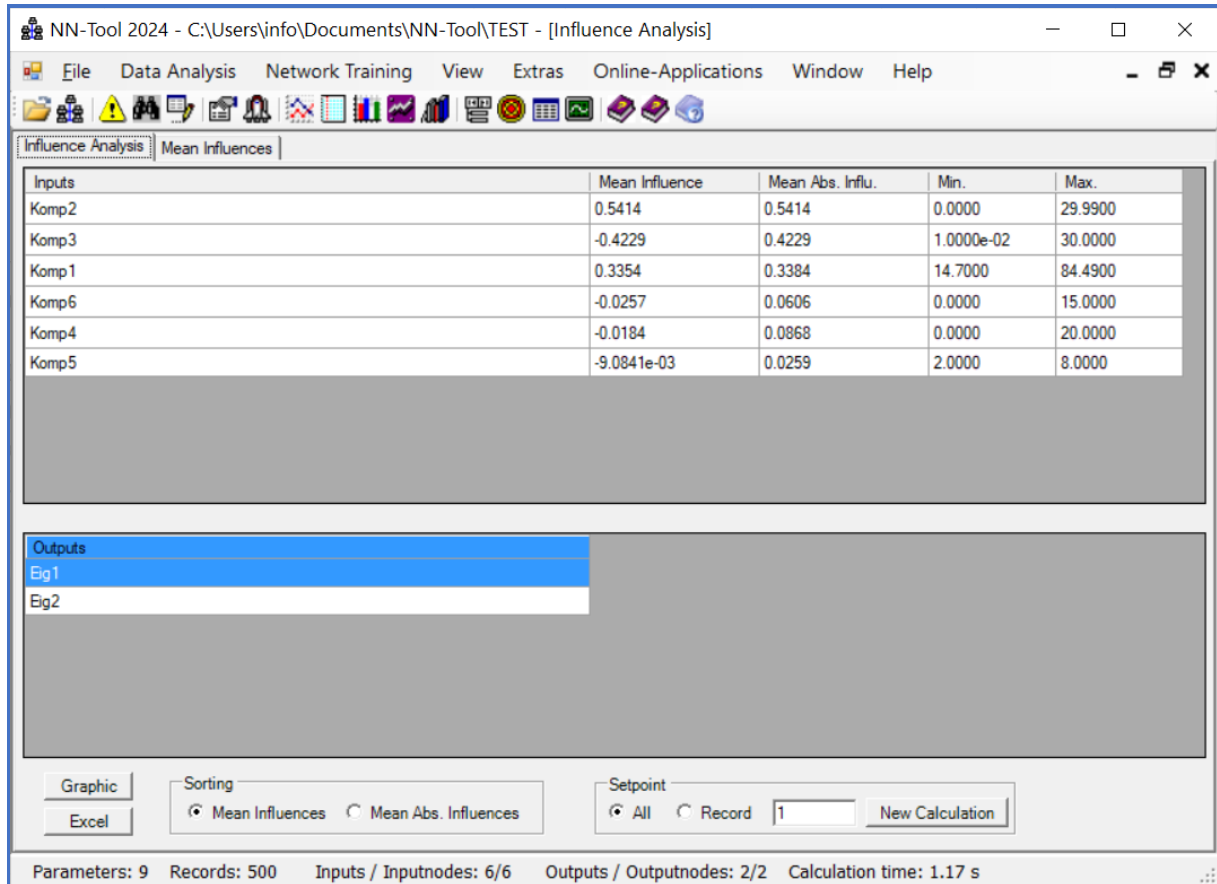 NN-Tool 2024 - C:\Users\info\Documents\NN-Tool\TEST - [Influence Analysis]
File Data Analysis Network Training View Extras Online-Applications Window Help
Influence Analysis Mean Influences
Inputs Mean Influence Mean Abs. Influ. Min. Max.
Komp2 0.5414 0.5414 0.0000 29.9900
Komp3 -0.4229 0.4229 1.0000e-02 30.0000
Komp1 0.3354 0.3384 14.7000 84.4900
Komp6 -0.0257 0.0606 0.0000 15.0000
Komp4 -0.0184 0.0868 0.0000 20.0000
Komp5 -9.0841e-03 0.0259 2.0000 8.0000
Outputs
Eig1
Eig2
Graphic Sorting Setpoint
Mean Influences Mean Abs. Influences All Record 1 New Calculation
Excel
Parameters: 9 Records: 500 Inputs / Inputnodes: 6/6 Outputs / Outputnodes: 2/2 Calculation time: 1.17 s